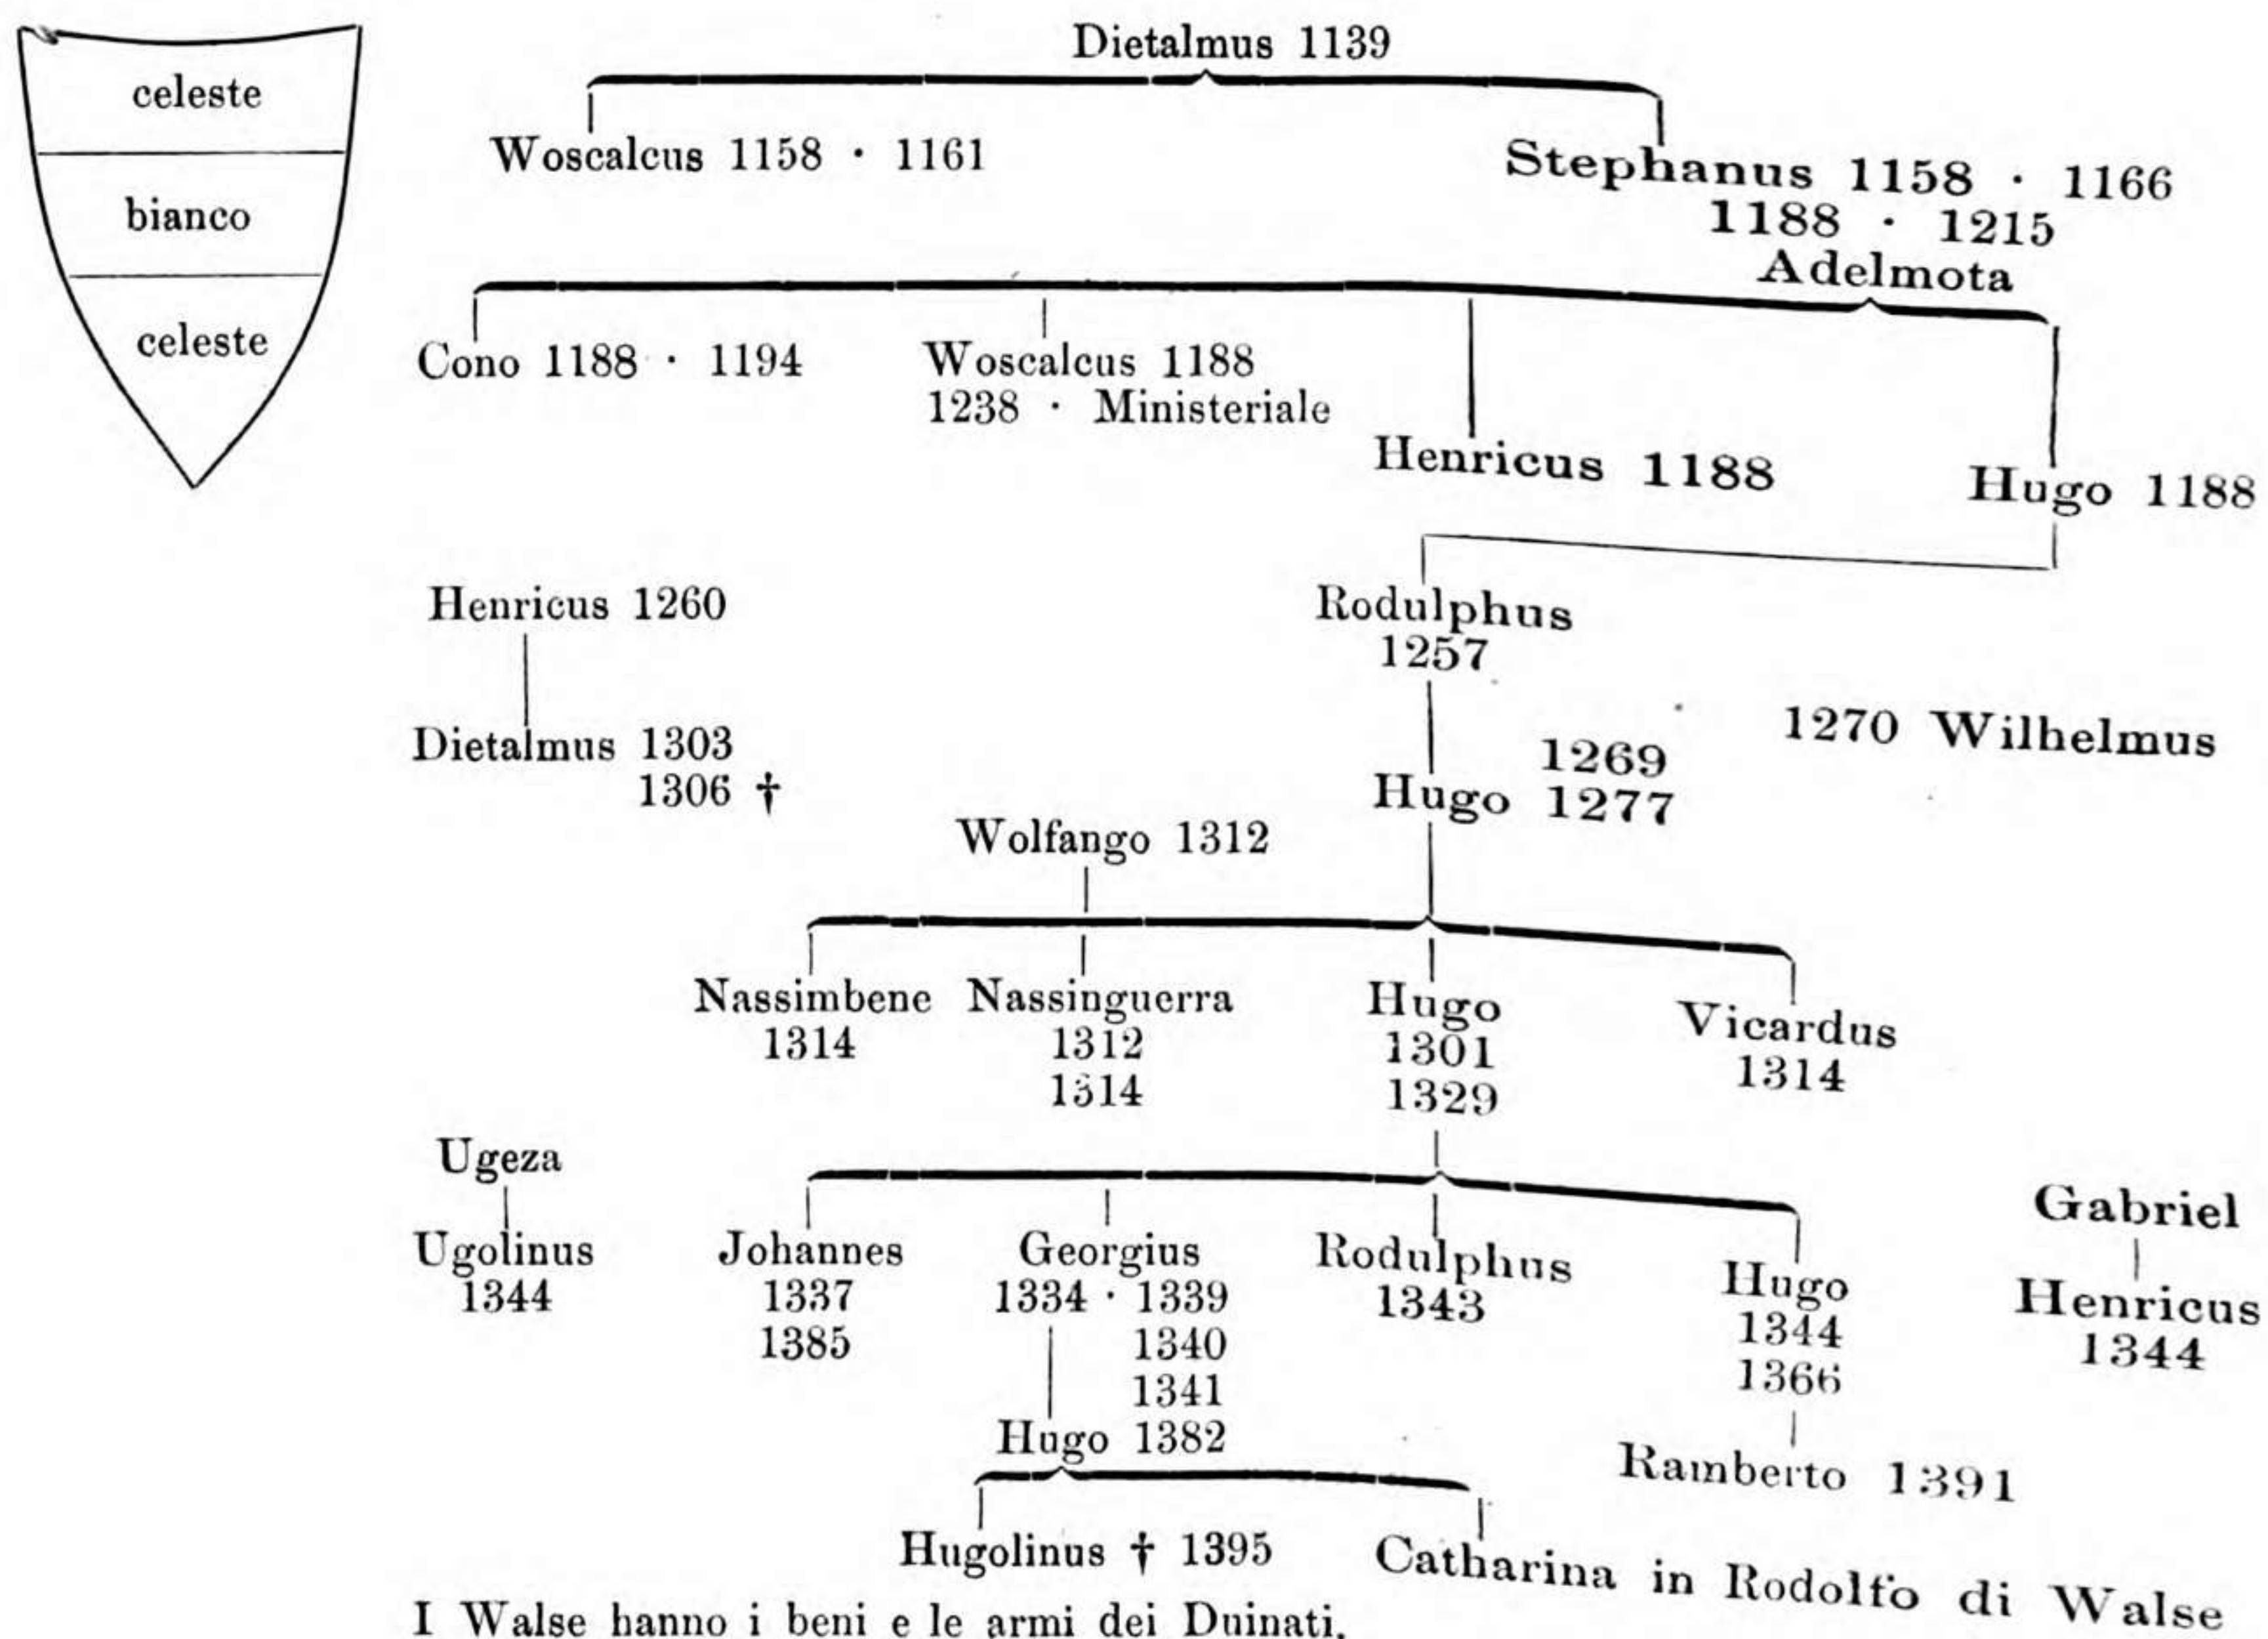 celeste
bianco
celeste
Dietalmus 1139
Woscalcus 1158 · 1161
Stephanus 1158 · 1166
1188 · 1215
Adelmota
Cono 1188 · 1194
Woscalcus 1188
1238 · Ministeriale
Henricus 1188
Hugo 1188
Henricus 1260
Rodulphus
1257
Dietalmus 1303
1306 †
1269
Hugo 1277
1270 Wilhelmus
Wolfango 1312
Nassimbene
1314
Nassinguerra
1312
1314
Hugo
1301
1329
Vicardus
1314
Ugeza
Ugolinus
1344
Johannes
1337
1385
Georgius
1334 · 1339
1340
1341
Hugo 1382
Rodulphus
1343
Hugo
1344
1366
Ramberto 1391
Gabriel
Henricus
1344
Hugolinus † 1395
Catharina in Rodolfo di Walse
I Walse hanno i beni e le armi dei Duinati.